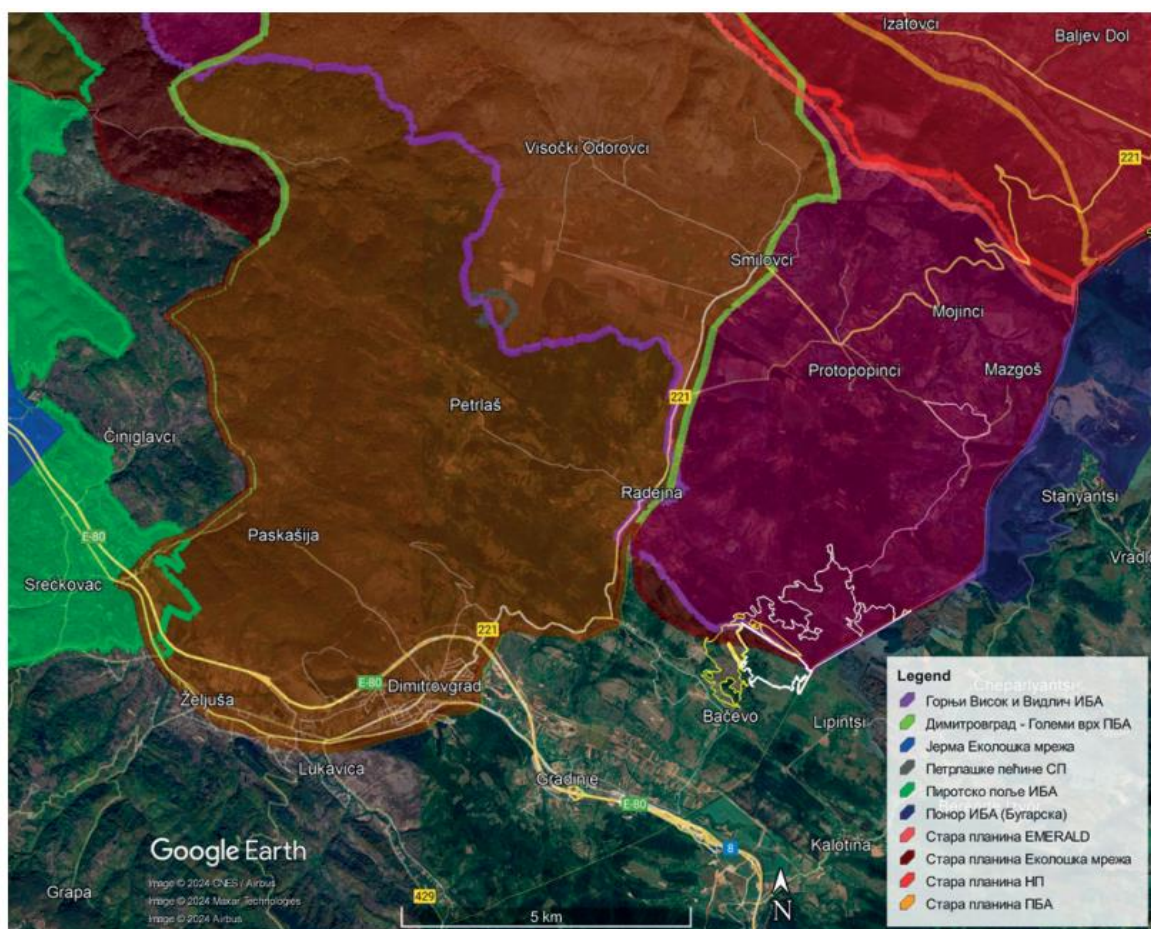 Izatovci
Baljev Dol
221
Visočki Odorovci
Smilovci
Mojinci
Protopopinci
Mazgoš
221
Petrlaš
Činiglavci
Radejna
Stanyantsi
E-80
Paskašija
Srečkovac
221
E-80
Dimitrovgrad
Željuša
Bačevo
Lipintsi
Lukavica
Gradinje
E-80
8
Kalotina
Grapa
429
Google Earth
Image © 2024 CNES / Airbus
Image © 2024 Maxar Technologies
Image © 2024 Airbus
5 km
N
Legend
Горњи Висок и Видлич ИБА
Димитровград - Големи врх ПБА
Јерма Еколошка мрежа
Петрлашке пећине СП
Пиротско поље ИБА
Понор ИБА (Бугарска)
Стара планина EMERALD
Стара планина Еколошка мрежа
Стара планина НП
Стара планина ПБА